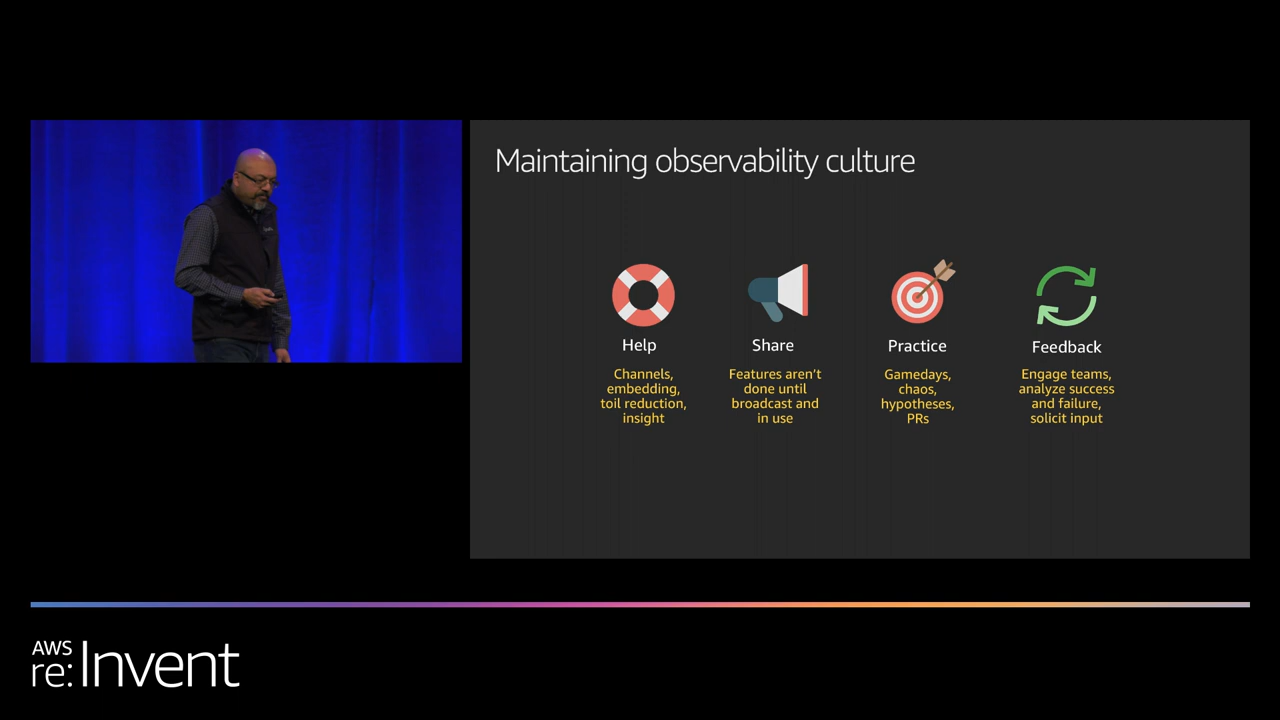 Maintaining observability culture
Help
Channels,
embedding,
toil reduction,
insight
Share
Features aren't
done until
broadcast and
in use
Practice
Gamedays,
chaos,
hypotheses,
PRs
Feedback
Engage teams,
analyze success
and failure,
solicit input
AWS
re:Invent